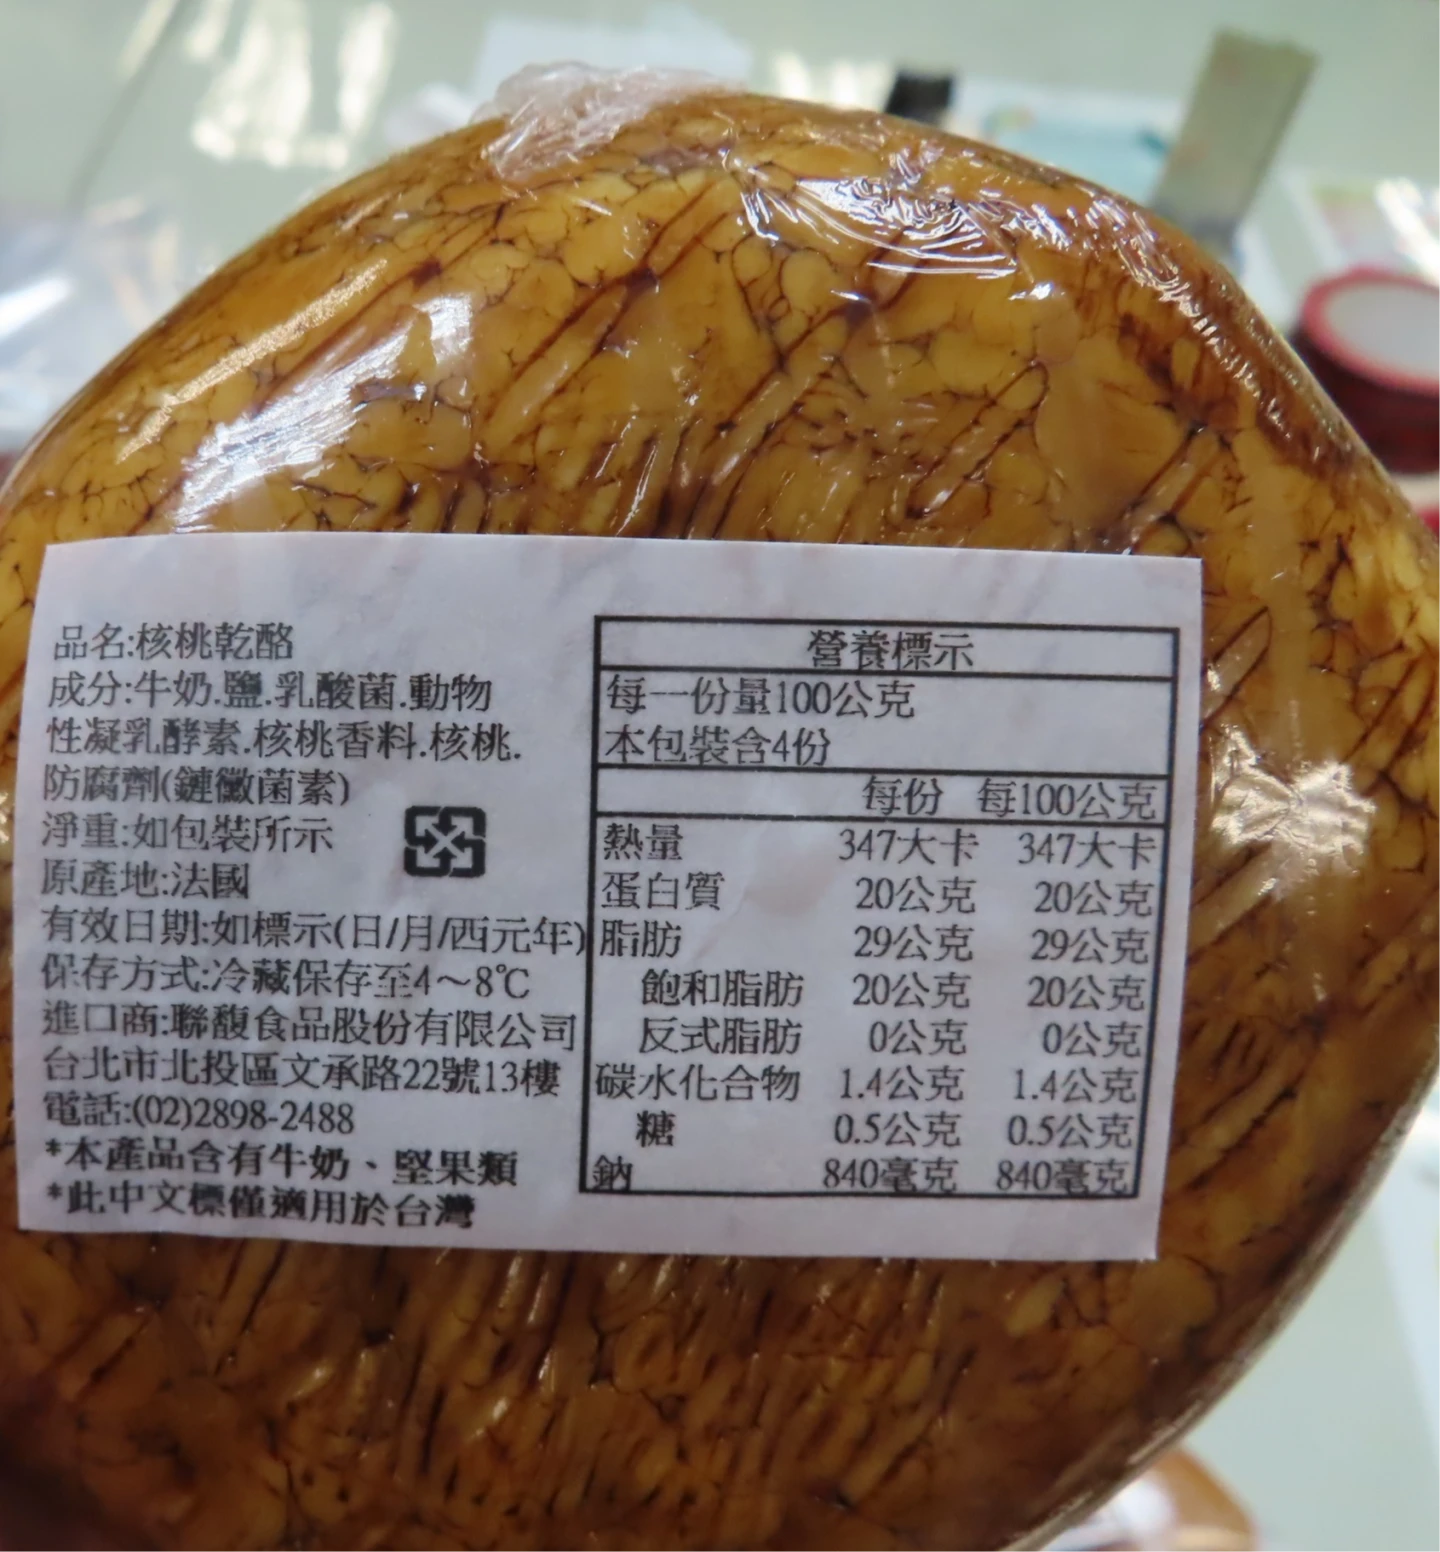 品名:核桃乾酪
成分:牛奶.鹽.乳酸菌.動物
性凝乳酵素.核桃香料.核桃.
防腐劑(鏈黴菌素)
淨重:如包裝所示
原產地:法國
有效日期:如標示(日/月/西元年)
保存方式:冷藏保存至4～8℃
進口商:聯馥食品股份有限公司
台北市北投區文承路22號13樓
電話:(02)2898-2488
*本產品含有牛奶、堅果類
*此中文標僅適用於台灣
營養標示
每一份量100公克
本包裝含4份
每份 每100公克
熱量 347大卡 347大卡
蛋白質 20公克 20公克
脂肪 29公克 29公克
飽和脂肪 20公克 20公克
反式脂肪 0公克 0公克
碳水化合物 1.4公克 1.4公克
糖 0.5公克 0.5公克
鈉 840毫克 840毫克